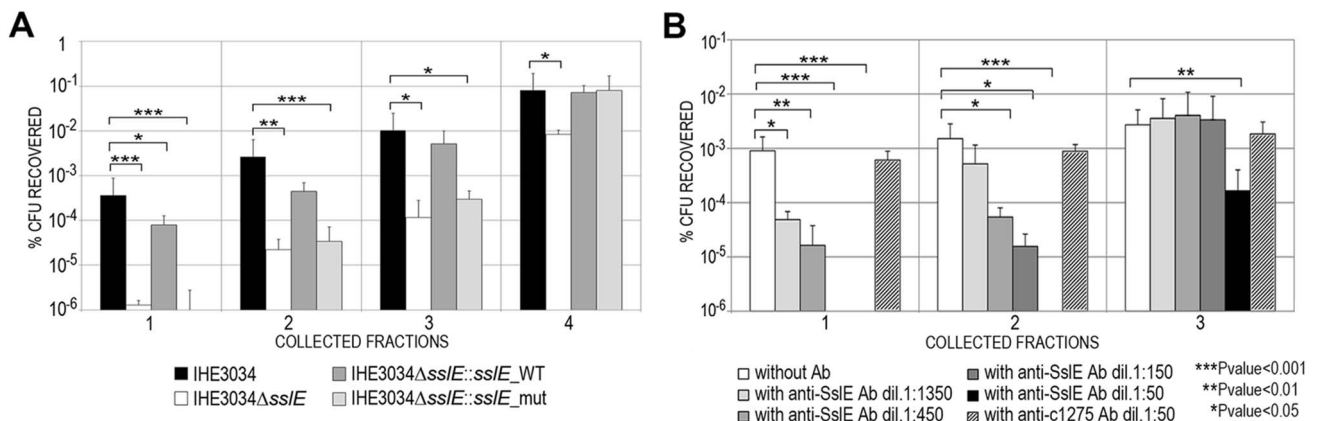 A
1
10-1
10-2
10-3
10-4
10-5
10-6
% CFU RECOVERED
***
*
***
***
**
*
*
*
1 2 3 4
COLLECTED FRACTIONS
IHE3034
IHE3034ΔsslE::sslE_WT
IHE3034ΔsslE
IHE3034ΔsslE::sslE_mut
B
10-1
10-2
10-3
10-4
10-5
10-6
% CFU RECOVERED
***
***
**
*
***
*
*
**
1 2 3
COLLECTED FRACTIONS
without Ab
with anti-SslE Ab dil.1:150
with anti-SslE Ab dil.1:1350
with anti-SslE Ab dil.1:50
with anti-SslE Ab dil.1:450
with anti-c1275 Ab dil.1:50
***Pvalue<0.001
**Pvalue<0.01
*Pvalue<0.05